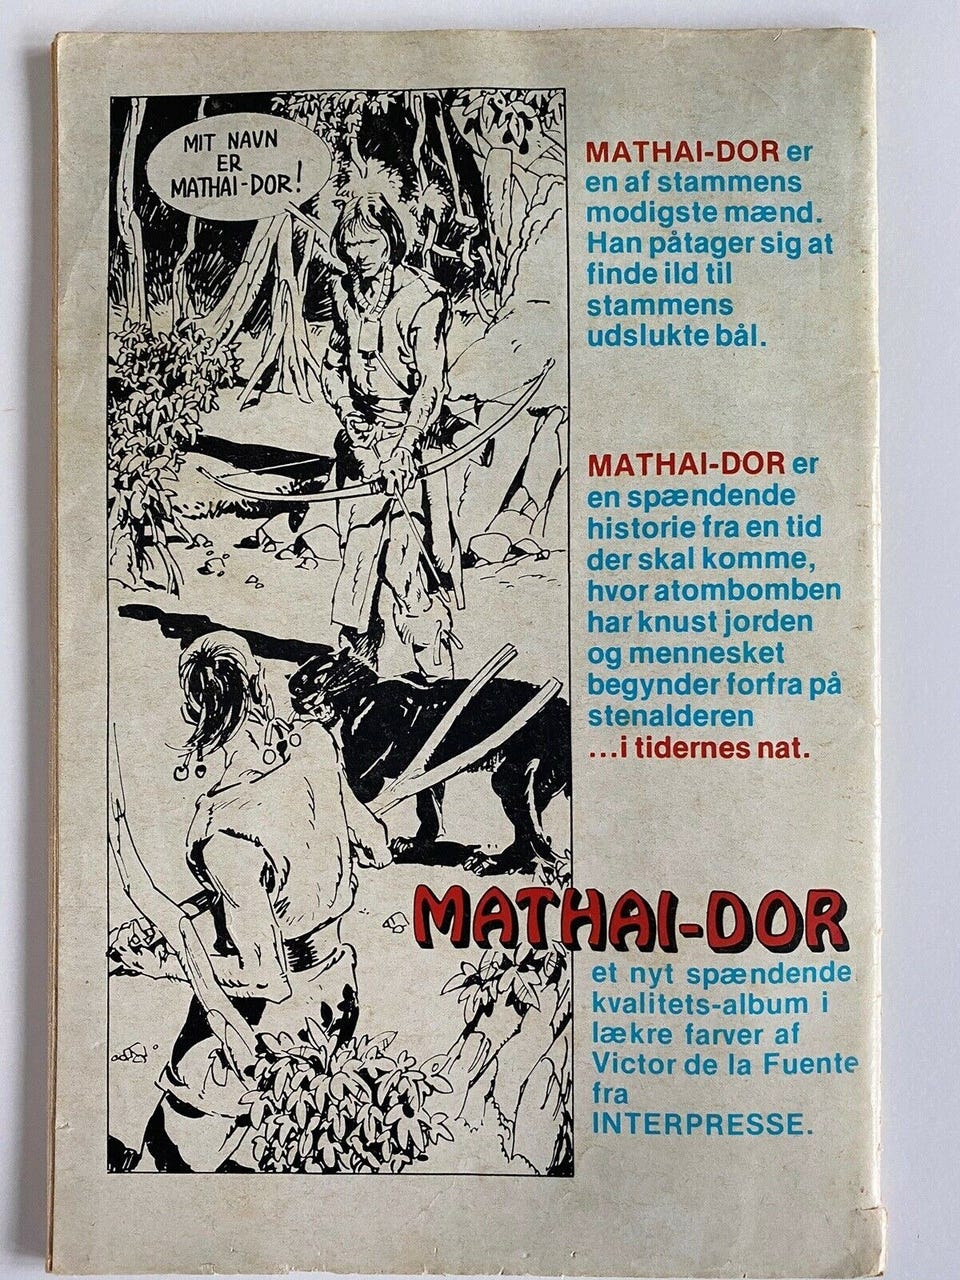 MIT NAVN
ER
MATHAI-DOR!
MATHAI-DOR er
en af stammens
modigste mænd.
Han påtager sig at
finde ild til
stammens
udslukte bål.
MATHAI-DOR er
en spændende
historie fra en tid
der skal komme,
hvor atombomben
har knust jorden
og mennesket
begynder forfra på
stenalderen
...i tidernes nat.
MATHAI-DOR
et nyt spændende
kvalitets-album i
lækre farver af
Victor de la Fuente
fra
INTERPRESSE.